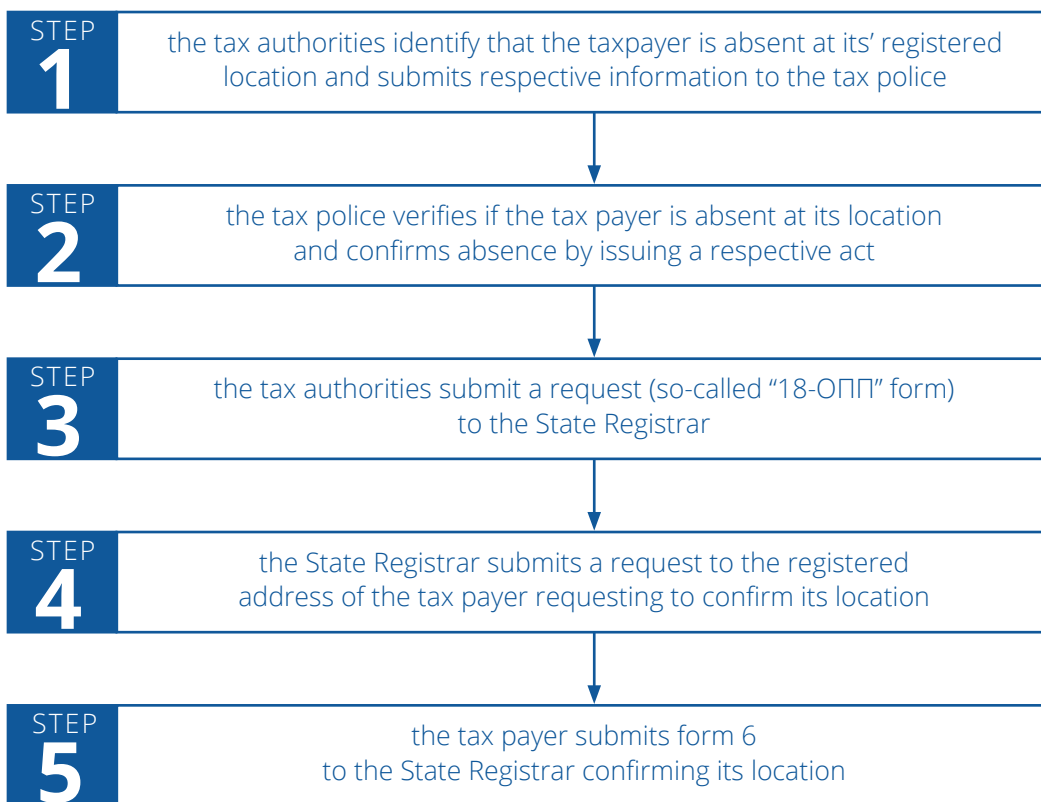 STEP
1
the tax authorities identify that the taxpayer is absent at its’ registered
location and submits respective information to the tax police
STEP
2
the tax police verifies if the tax payer is absent at its location
and confirms absence by issuing a respective act
STEP
3
the tax authorities submit a request (so-called “18-ОПП” form)
to the State Registrar
STEP
4
the State Registrar submits a request to the registered
address of the tax payer requesting to confirm its location
STEP
5
the tax payer submits form 6
to the State Registrar confirming its location